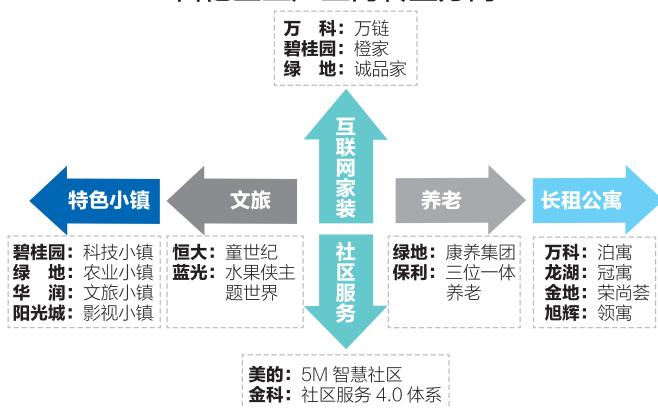 万　科：万链
碧桂园：橙家
绿　地：诚品家
互联网家装
特色小镇
文旅
养老
长租公寓
碧桂园：科技小镇
绿　地：农业小镇
华　润：文旅小镇
阳光城：影视小镇
恒大：童世纪
蓝光：水果侠主
题世界
社区服务
绿地：康养集团
保利：三位一体
养老
万科：泊寓
龙湖：冠寓
金地：荣尚荟
旭辉：领寓
美的：5M 智慧社区
金科：社区服务 4.0 体系